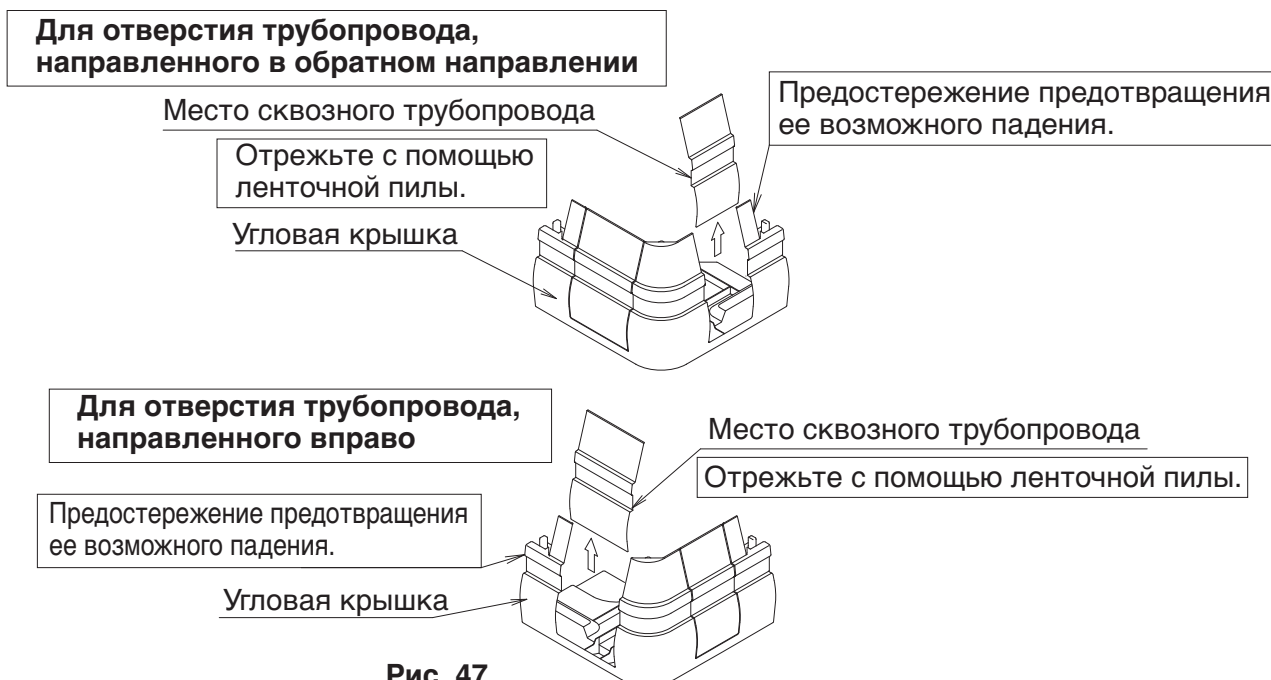 Для отверстия трубопровода,
направленного в обратном направлении
Место сквозного трубопровода
Предостережение предотвращения
ее возможного падения.
Отрежьте с помощью
ленточной пилы.
Угловая крышка
Для отверстия трубопровода,
направленного вправо
Место сквозного трубопровода
Отрежьте с помощью ленточной пилы.
Предостережение предотвращения
ее возможного падения.
Угловая крышка
Рис. 47